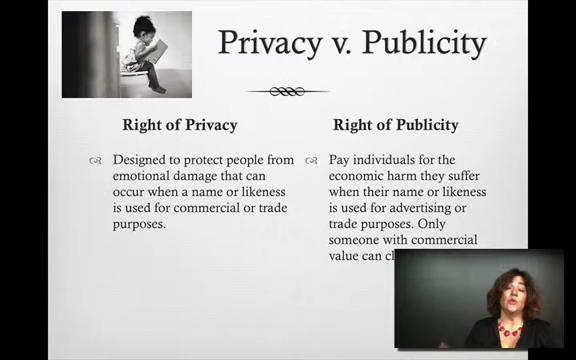 Privacy v. Publicity
Right of Privacy
Designed to protect people from
emotional damage that can
occur when a name or likeness
is used for commercial or trade
purposes.
Right of Publicity
Pay individuals for the
economic harm they suffer
when their name or likeness
is used for advertising or
trade purposes. Only
someone with commercial
value can